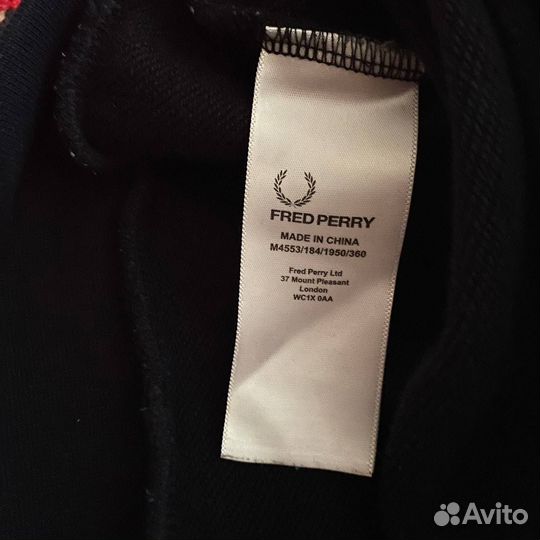 FRED PERRY
MADE IN CHINA
M4553/184/1950/360
Fred Perry Ltd
37 Mount Pleasant
London
WC1X 0AA
Avito